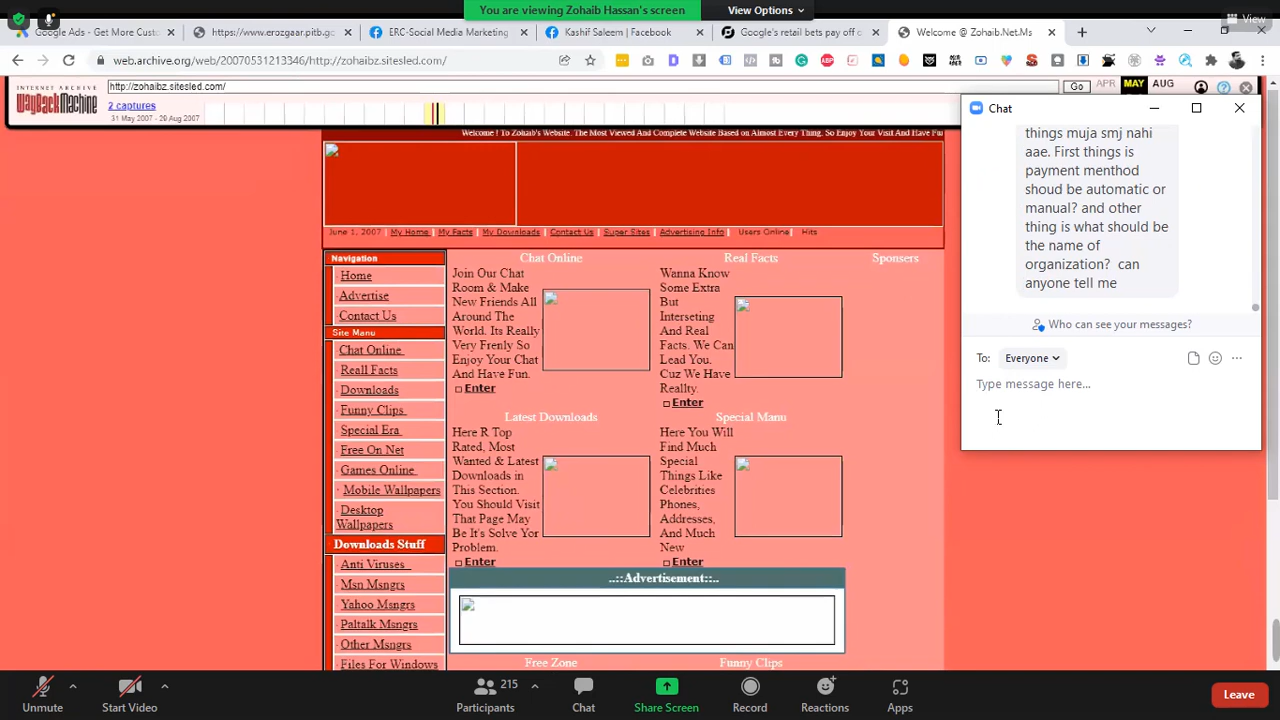 You are viewing Zohaib Hassan's screen
View Options
View
Google Ads - Get More Custo
https://www.erozgaar.pitb.gc
ERC-Social Media Marketing
Kashif Saleem | Facebook
Google's retail bets pay off a
Welcome @ Zohaib.Net.Ms
web.archive.org/web/20070531213340/http://zohaibz.sitesled.com/
INTERNET ARCHIVE
WayBackMachine
http://zohaibz.sitesled.com/
Go
APR MAY AUG
2 captures
31 May 2007 - 29 Aug 2007
Welcome ! To Zohaib's Website. The Most Viewed And Complete Website Based on Almost Every Thing. So Enjoy Your Visit And Have Fu
June 1, 2007 | My Home | My Facts | My Downloads | Contact Us | Super Sites | Advertising Info | Users Online| Hits
Navigation
Home
Advertise
Contact Us
Site Manu
Chat Online
Reall Facts
Downloads
Funny Clips
Special Era
Free On Net
Games Online
Mobile Wallpapers
Desktop
Wallpapers
Downloads Stuff
Anti Viruses
Msn Msngrs
Yahoo Msngrs
Paltalk Msngrs
Other Msngrs
Files For Windows
Chat Online
Join Our Chat
Room & Make
New Friends All
Around The
World. Its Really
Very Frenly So
Enjoy Your Chat
And Have Fun.
Enter
Real Facts
Wanna Know
Some Extra
But
Interseting
And Real
Facts. We Can
Lead You.
Cuz We Have
Reallty.
Enter
Sponsers
Latest Downloads
Here R Top
Rated, Most
Wanted & Latest
Downloads in
This Section.
You Should Visit
That Page May
Be It's Solve Yor
Problem.
Enter
Special Manu
Here You Will
Find Much
Special
Things Like
Celebrities
Phones,
Addresses,
And Much
New
Enter
..::Advertisement::..
Free Zone
Funny Clips
Chat
things muja smj nahi
aae. First things is
payment menthod
shoud be automatic or
manual? and other
thing is what should be
the name of
organization? can
anyone tell me
Who can see your messages?
To: Everyone
Type message here...
Unmute
Start Video
215
Participants
Chat
Share Screen
Record
Reactions
Apps
Leave